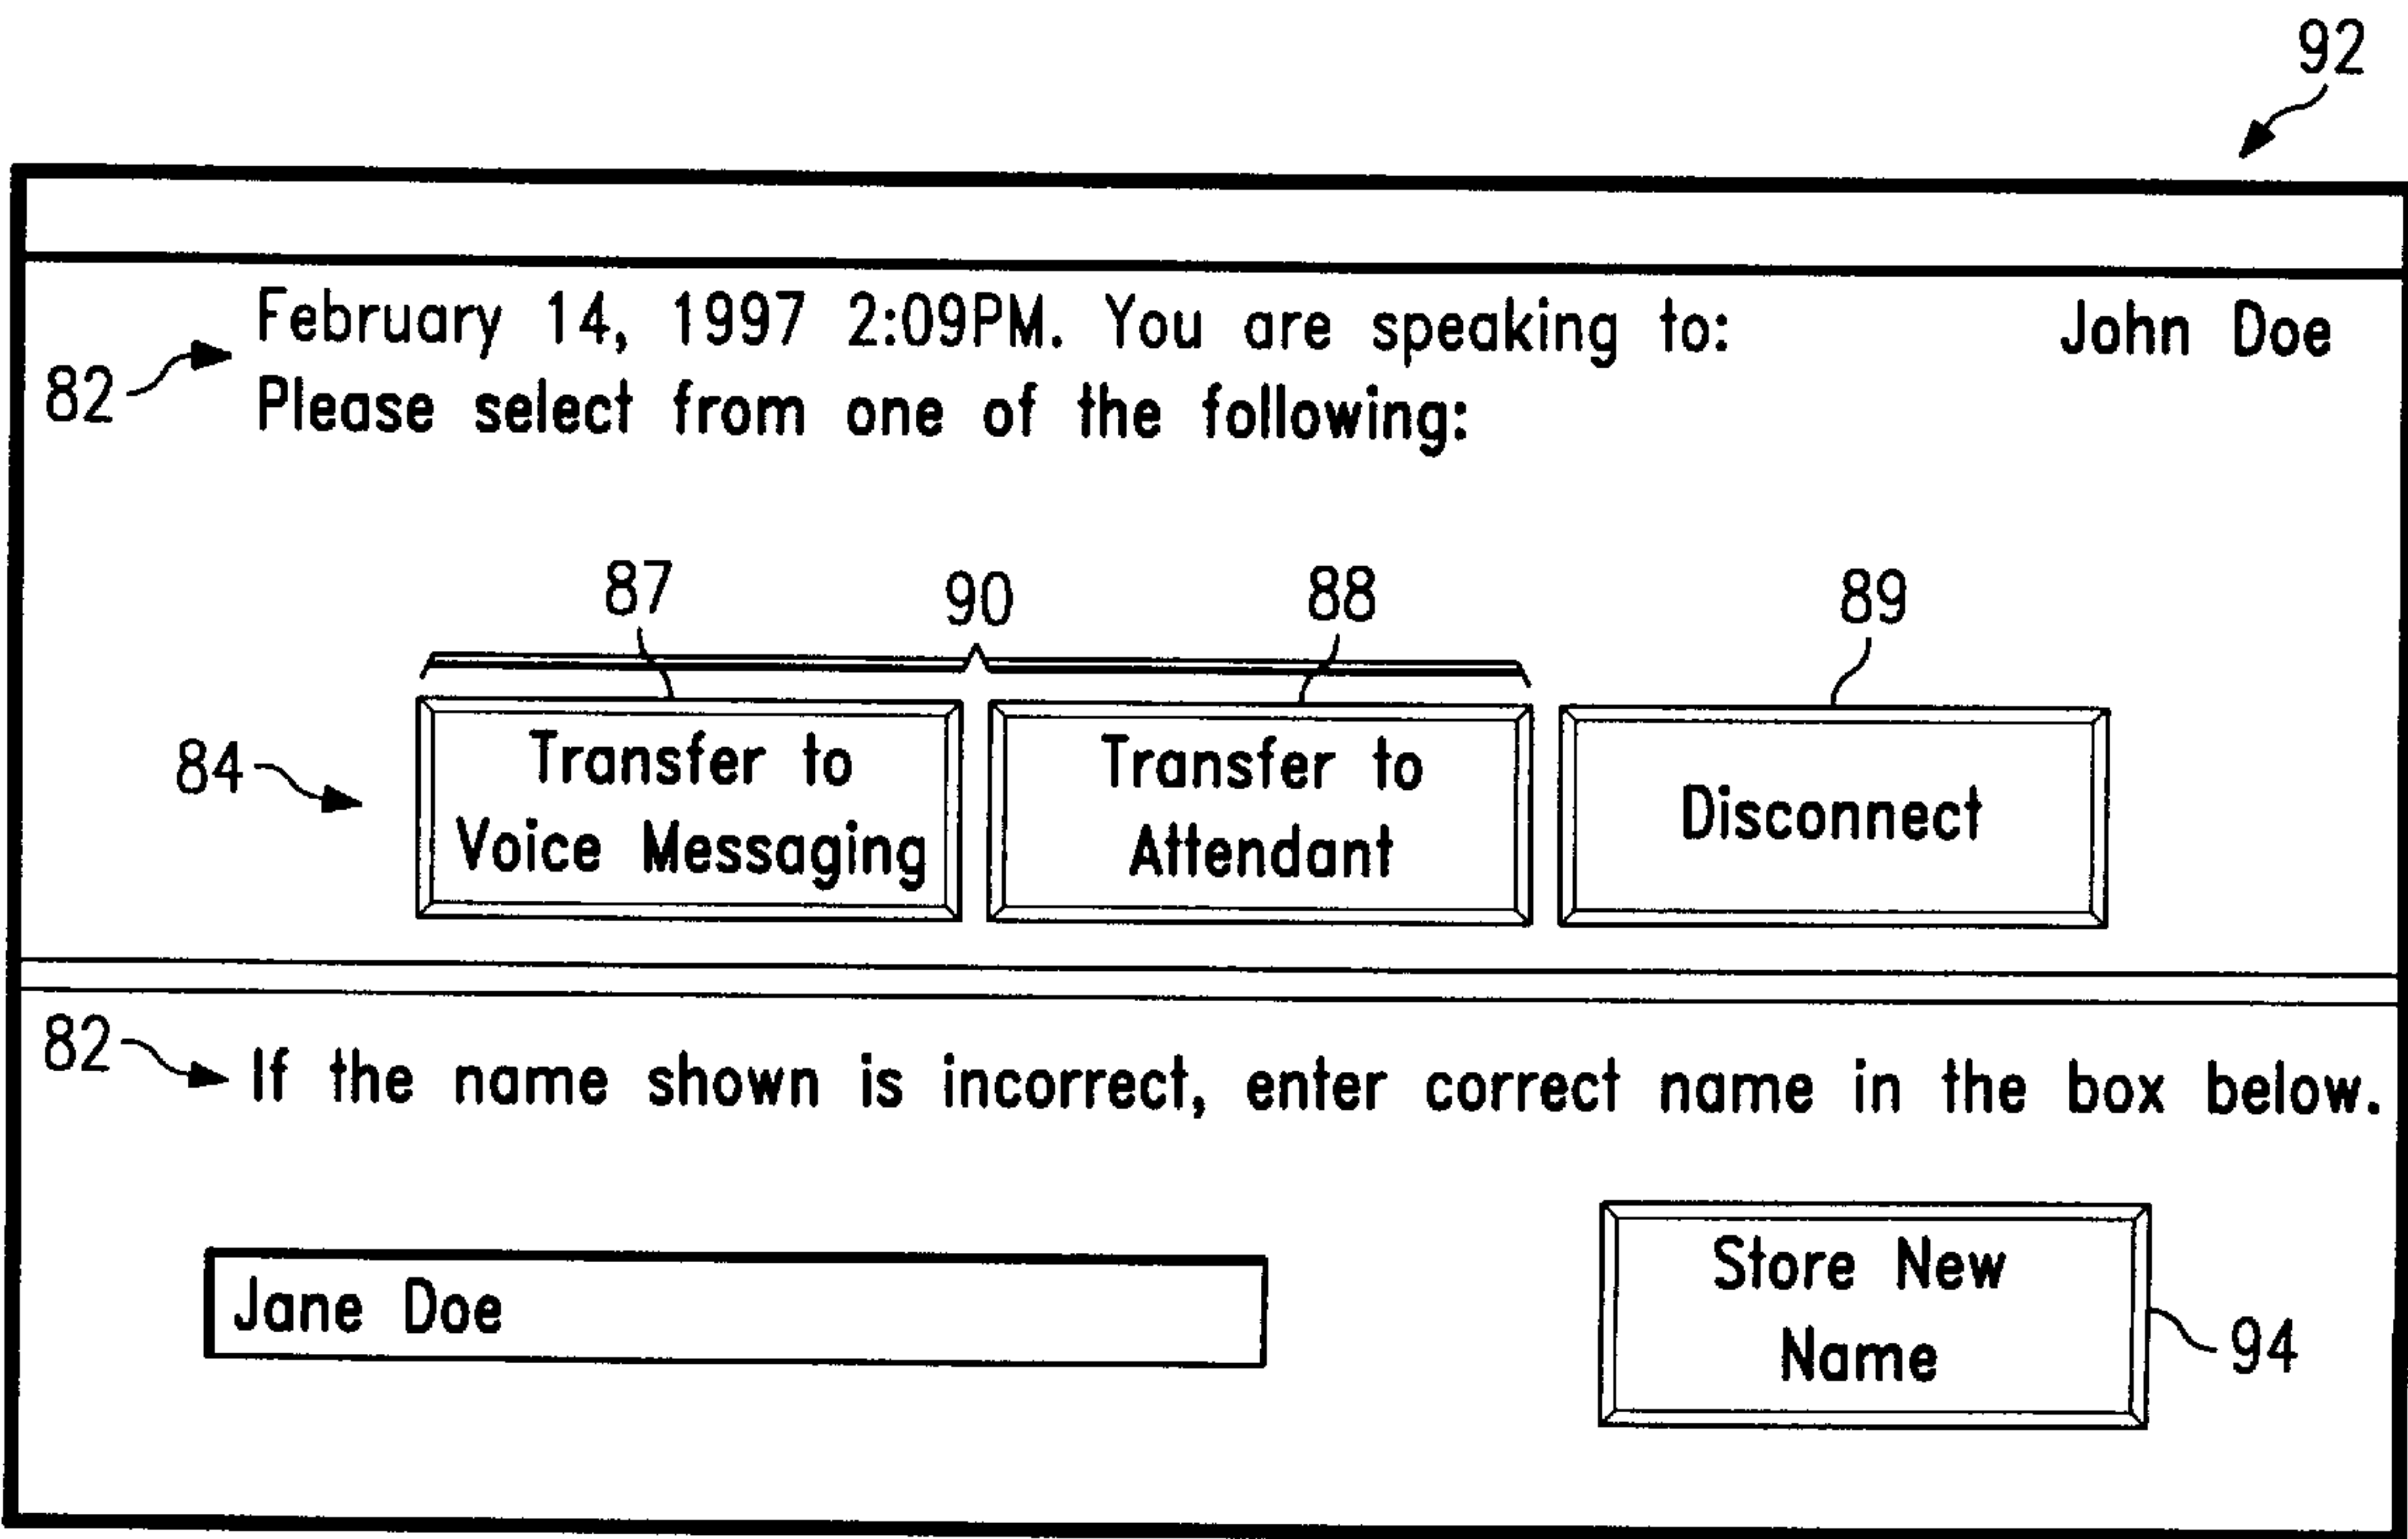 92
February 14, 1997 2:09PM. You are speaking to: John Doe
82
Please select from one of the following:
87 90 88 89
84
Transfer to
Voice Messaging
Transfer to
Attendant
Disconnect
82
If the name shown is incorrect, enter correct name in the box below.
Jane Doe
Store New
Name
94